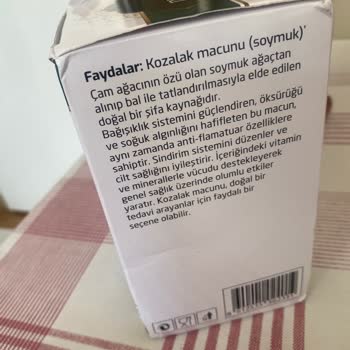 Faydalar: Kozalak macunu (soymuk)*
Çam ağacının özü olan soymuk ağaçtan
alınıp bal ile tatlandırılmasıyla elde edilen
doğal bir şifa kaynağıdır.
Bağışıklık sistemini güçlendiren, öksürüğü
ve soğuk algınlığını hafifleten bu macun,
aynı zamanda anti-flamatuar özelliklere
sahiptir. Sindirim sistemini düzenler ve
cilt sağlığını iyileştirir. İçeriğindeki vitamin
ve minerallerle vücudu destekleyerek
genel sağlık üzerinde olumlu etkiler
yaratır. Kozalak macunu, doğal bir
tedavi arayanlar için faydalı bir
seçene olabilir.